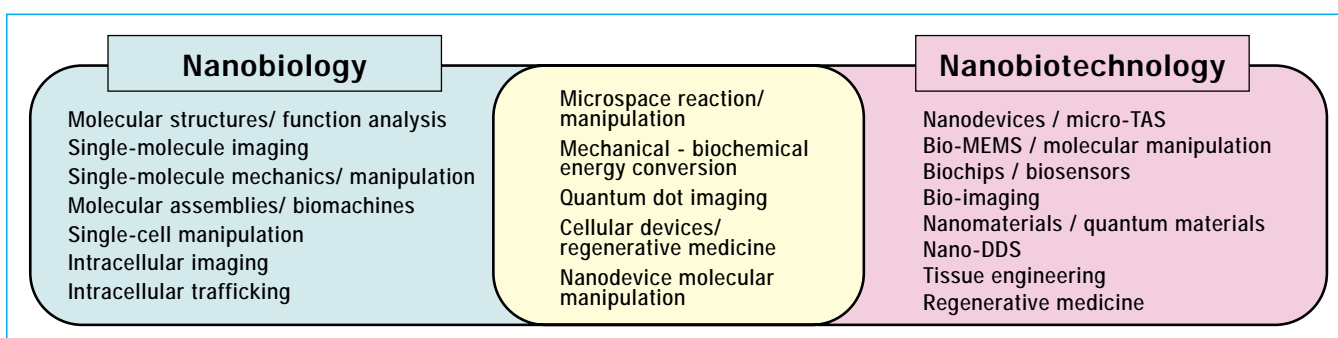 Nanobiology
Molecular structures/ function analysis
Single-molecule imaging
Single-molecule mechanics/ manipulation
Molecular assemblies/ biomachines
Single-cell manipulation
Intracellular imaging
Intracellular trafficking
Microspace reaction/
manipulation
Mechanical - biochemical
energy conversion
Quantum dot imaging
Cellular devices/
regenerative medicine
Nanodevice molecular
manipulation
Nanobiotechnology
Nanodevices / micro-TAS
Bio-MEMS / molecular manipulation
Biochips / biosensors
Bio-imaging
Nanomaterials / quantum materials
Nano-DDS
Tissue engineering
Regenerative medicine